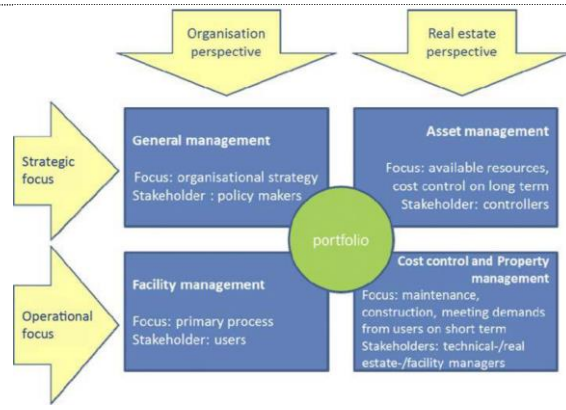 Organisation
perspective
Real estate
perspective
Strategic
focus
General management
Focus: organisational strategy
Stakeholder : policy makers
Asset management
Focus: available resources,
cost control on long term
Stakeholder: controllers
portfolio
Operational
focus
Facility management
Focus: primary process
Stakeholder: users
Cost control and Property
management
Focus: maintenance,
construction, meeting demands
from users on short term
Stakeholders: technical-/real
estate-/facility managers